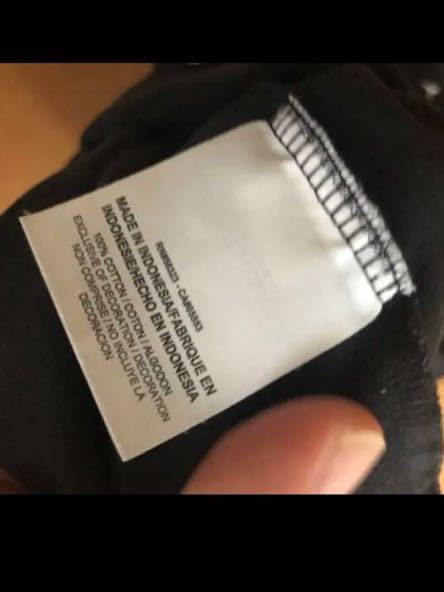 MADE IN INDONESIA/FABRIQUE EN
INDONESIE/HECHO EN INDONESIA
100% COTTON / COTON / ALGODON
EXCLUSIVE OF DECORATION / DECORATION
NON COMPRISE / NO INCLUYE LA
DECORACION